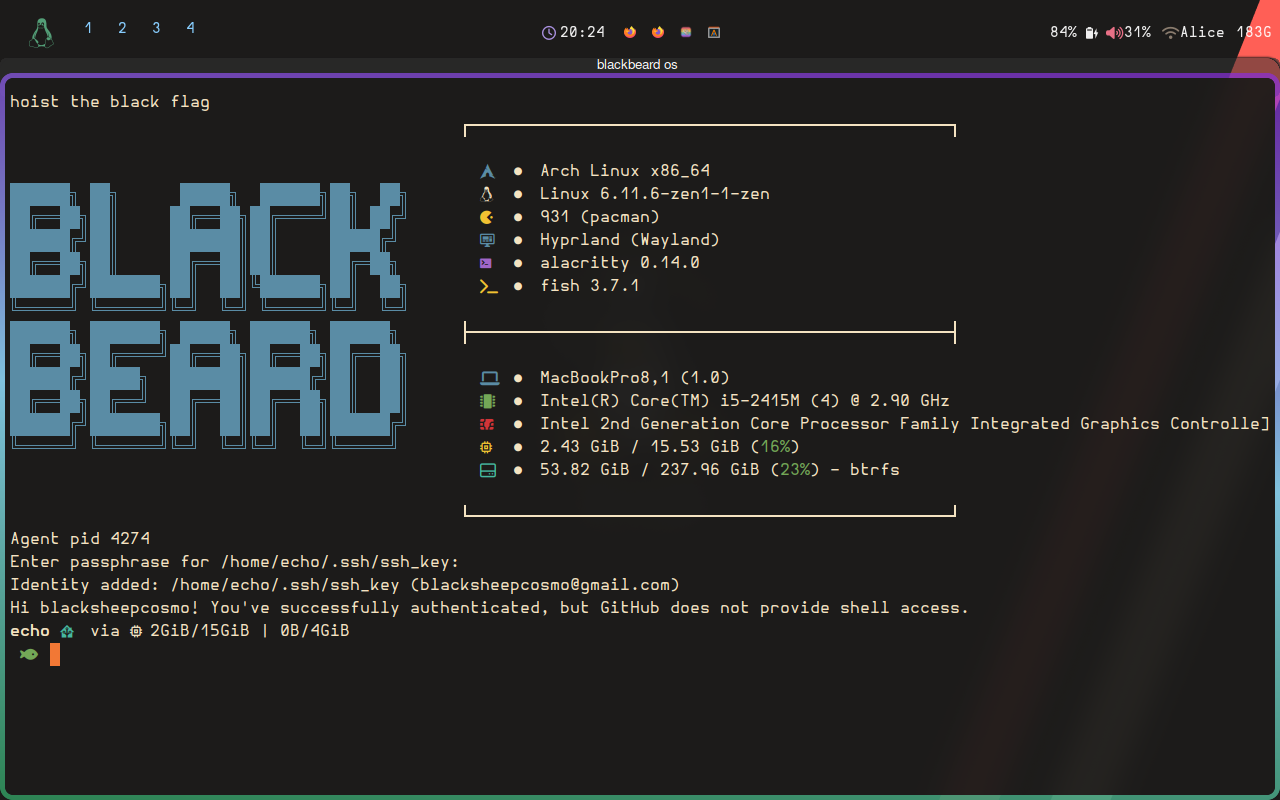 1 2 3 4 20:24 84% 31% Alice 183G
blackbeard os
hoist the black flag
BLACK
BEARD
Arch Linux x86_64
Linux 6.11.6-zen1-1-zen
931 (pacman)
Hyprland (Wayland)
alacritty 0.14.0
fish 3.7.1
MacBookPro8,1 (1.0)
Intel(R) Core(TM) i5-2415M (4) @ 2.90 GHz
Intel 2nd Generation Core Processor Family Integrated Graphics Controlle]
2.43 GiB / 15.53 GiB (16%)
53.82 GiB / 237.96 GiB (23%) - btrfs
Agent pid 4274
Enter passphrase for /home/echo/.ssh/ssh_key:
Identity added: /home/echo/.ssh/ssh_key (blacksheepcosmo@gmail.com)
Hi blacksheepcosmo! You've successfully authenticated, but GitHub does not provide shell access.
echo via 2GiB/15GiB | 0B/4GiB